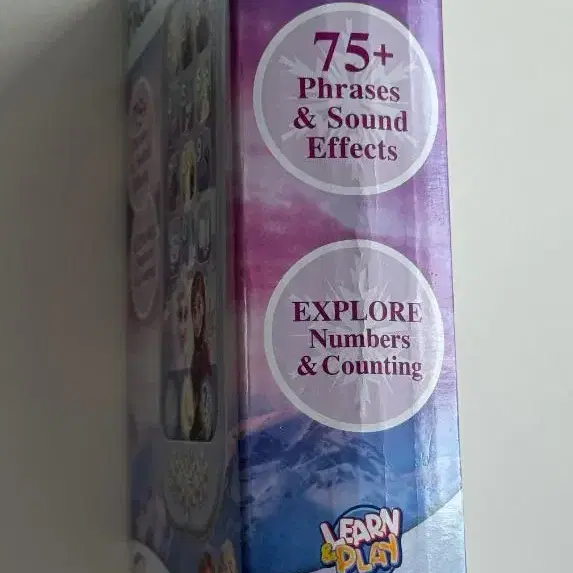 75+
Phrases
& Sound
Effects
EXPLORE
Numbers
& Counting
LEARN
& PLAY